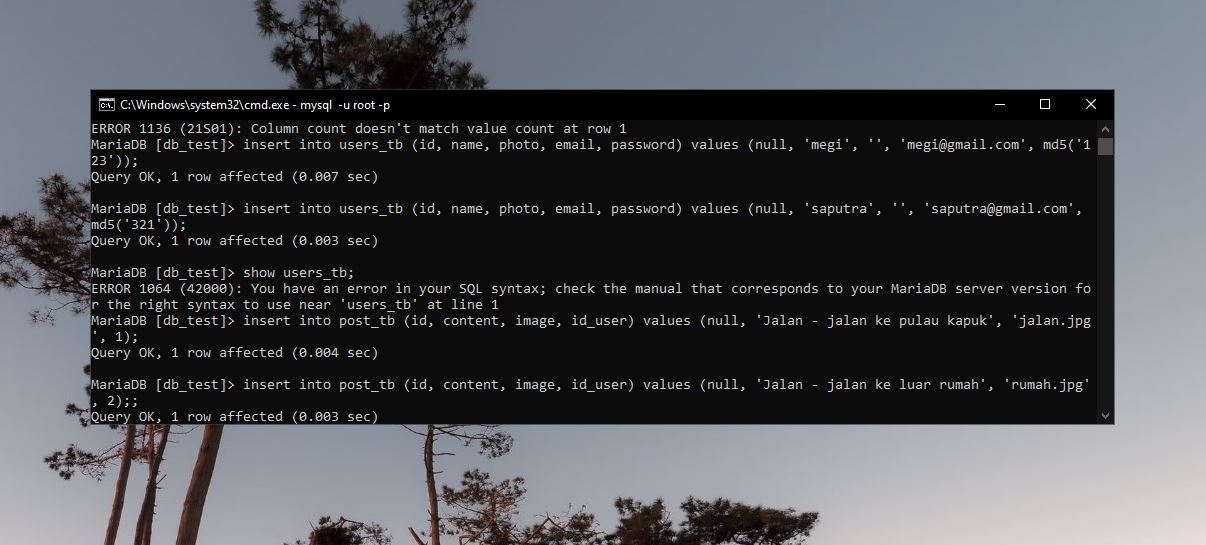 C:\Windows\system32\cmd.exe - mysql -u root -p
ERROR 1136 (21S01): Column count doesn't match value count at row 1
MariaDB [db_test]> insert into users_tb (id, name, photo, email, password) values (null, 'megi', '', 'megi@gmail.com', md5('1
23'));
Query OK, 1 row affected (0.007 sec)
MariaDB [db_test]> insert into users_tb (id, name, photo, email, password) values (null, 'saputra', '', 'saputra@gmail.com',
md5('321'));
Query OK, 1 row affected (0.003 sec)
MariaDB [db_test]> show users_tb;
ERROR 1064 (42000): You have an error in your SQL syntax; check the manual that corresponds to your MariaDB server version fo
r the right syntax to use near 'users_tb' at line 1
MariaDB [db_test]> insert into post_tb (id, content, image, id_user) values (null, 'Jalan - jalan ke pulau kapuk', 'jalan.jpg
', 1);
Query OK, 1 row affected (0.004 sec)
MariaDB [db_test]> insert into post_tb (id, content, image, id_user) values (null, 'Jalan - jalan ke luar rumah', 'rumah.jpg'
, 2);;
Query OK, 1 row affected (0.003 sec)